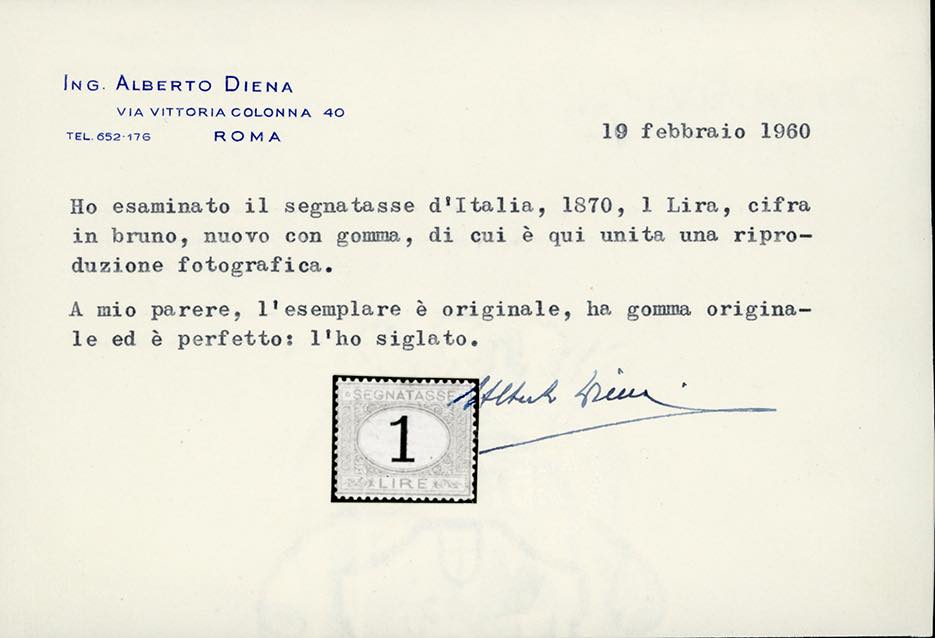 ING. ALBERTO DIENA
VIA VITTORIA COLONNA 40
TEL. 652-176 ROMA
19 febbraio 1960
Ho esaminato il segnatasse d'Italia, 1870, 1 Lira, cifra
in bruno, nuovo con gomma, di cui è qui unita una ripro-
duzione fotografica.
A mio parere, l'esemplare è originale, ha gomma origina-
le ed è perfetto: l'ho siglato.
Alberto Diena
SEGNATASSE
1
LIRE